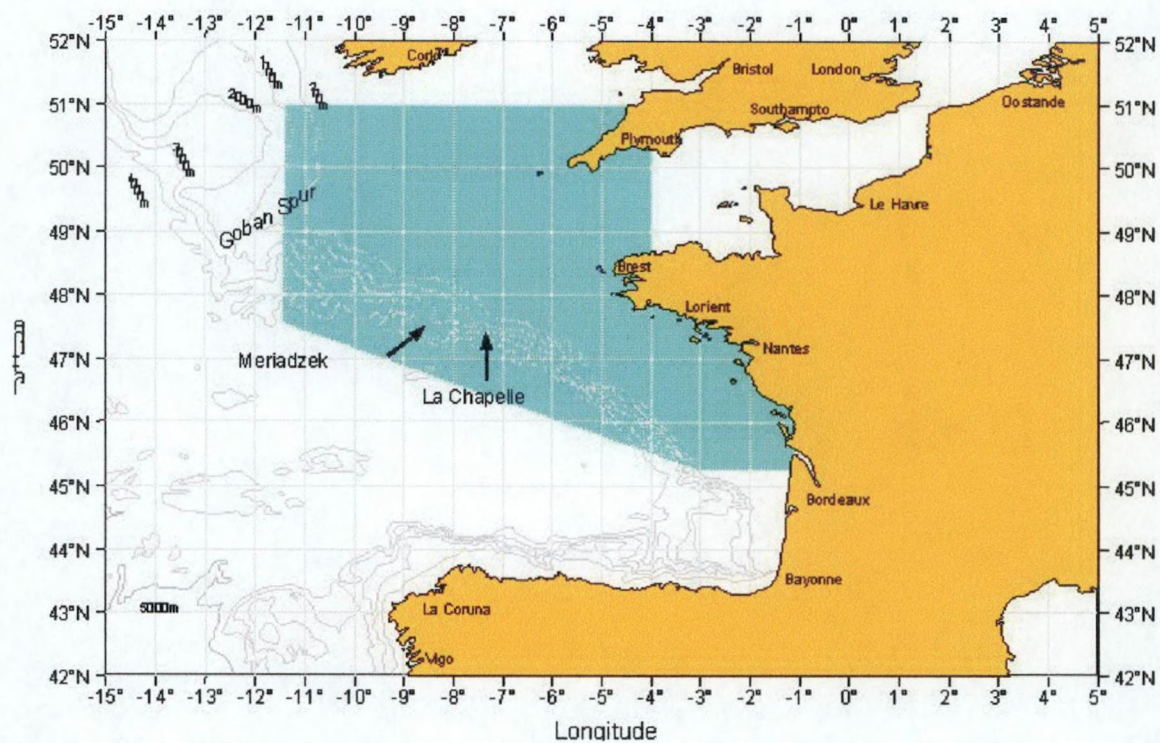 -15° -14° -13° -12° -11° -10° -9° -8° -7° -6° -5° -4° -3° -2° -1° 0° 1° 2° 3° 4° 5°
52°N 52°N
Bristol London
2000m
51°N 51°N
Southampto Oostande
Plymouth
50°N 50°N
Goban Spur
Le Havre
49°N 49°N
Brest
48°N 48°N
Lorient
47°N 47°N
Meriadzek Nantes
La Chapelle
46°N 46°N
45°N 45°N
Bordeaux
44°N 44°N
Bayonne
43°N 5000m La Coruna 43°N
Vigo
42°N 42°N
-15° -14° -13° -12° -11° -10° -9° -8° -7° -6° -5° -4° -3° -2° -1° 0° 1° 2° 3° 4° 5°
Longitude